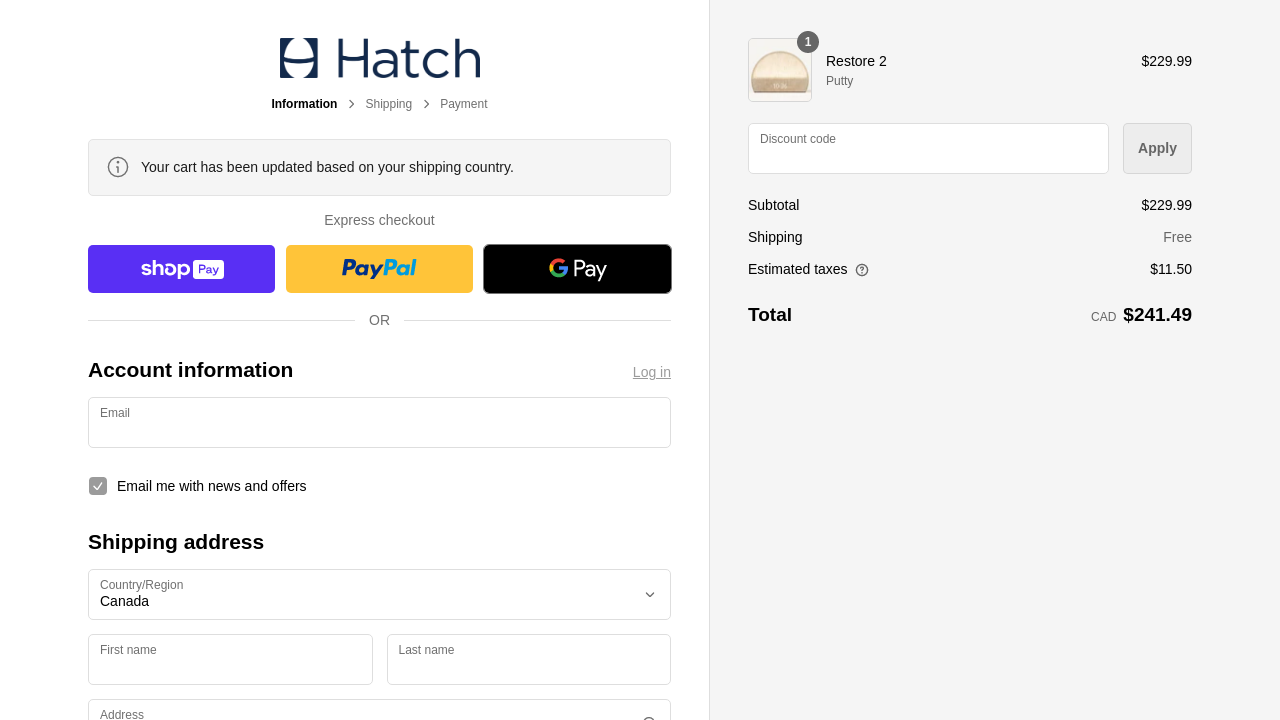 Hatch
Information > Shipping > Payment
Your cart has been updated based on your shipping country.
Express checkout
shop Pay
PayPal
G Pay
OR
Account information
Log in
Email
Email me with news and offers
Shipping address
Country/Region
Canada
First name
Last name
Address
1
Restore 2
$229.99
Putty
Discount code
Apply
Subtotal
$229.99
Shipping
Free
Estimated taxes
$11.50
Total
CAD $241.49